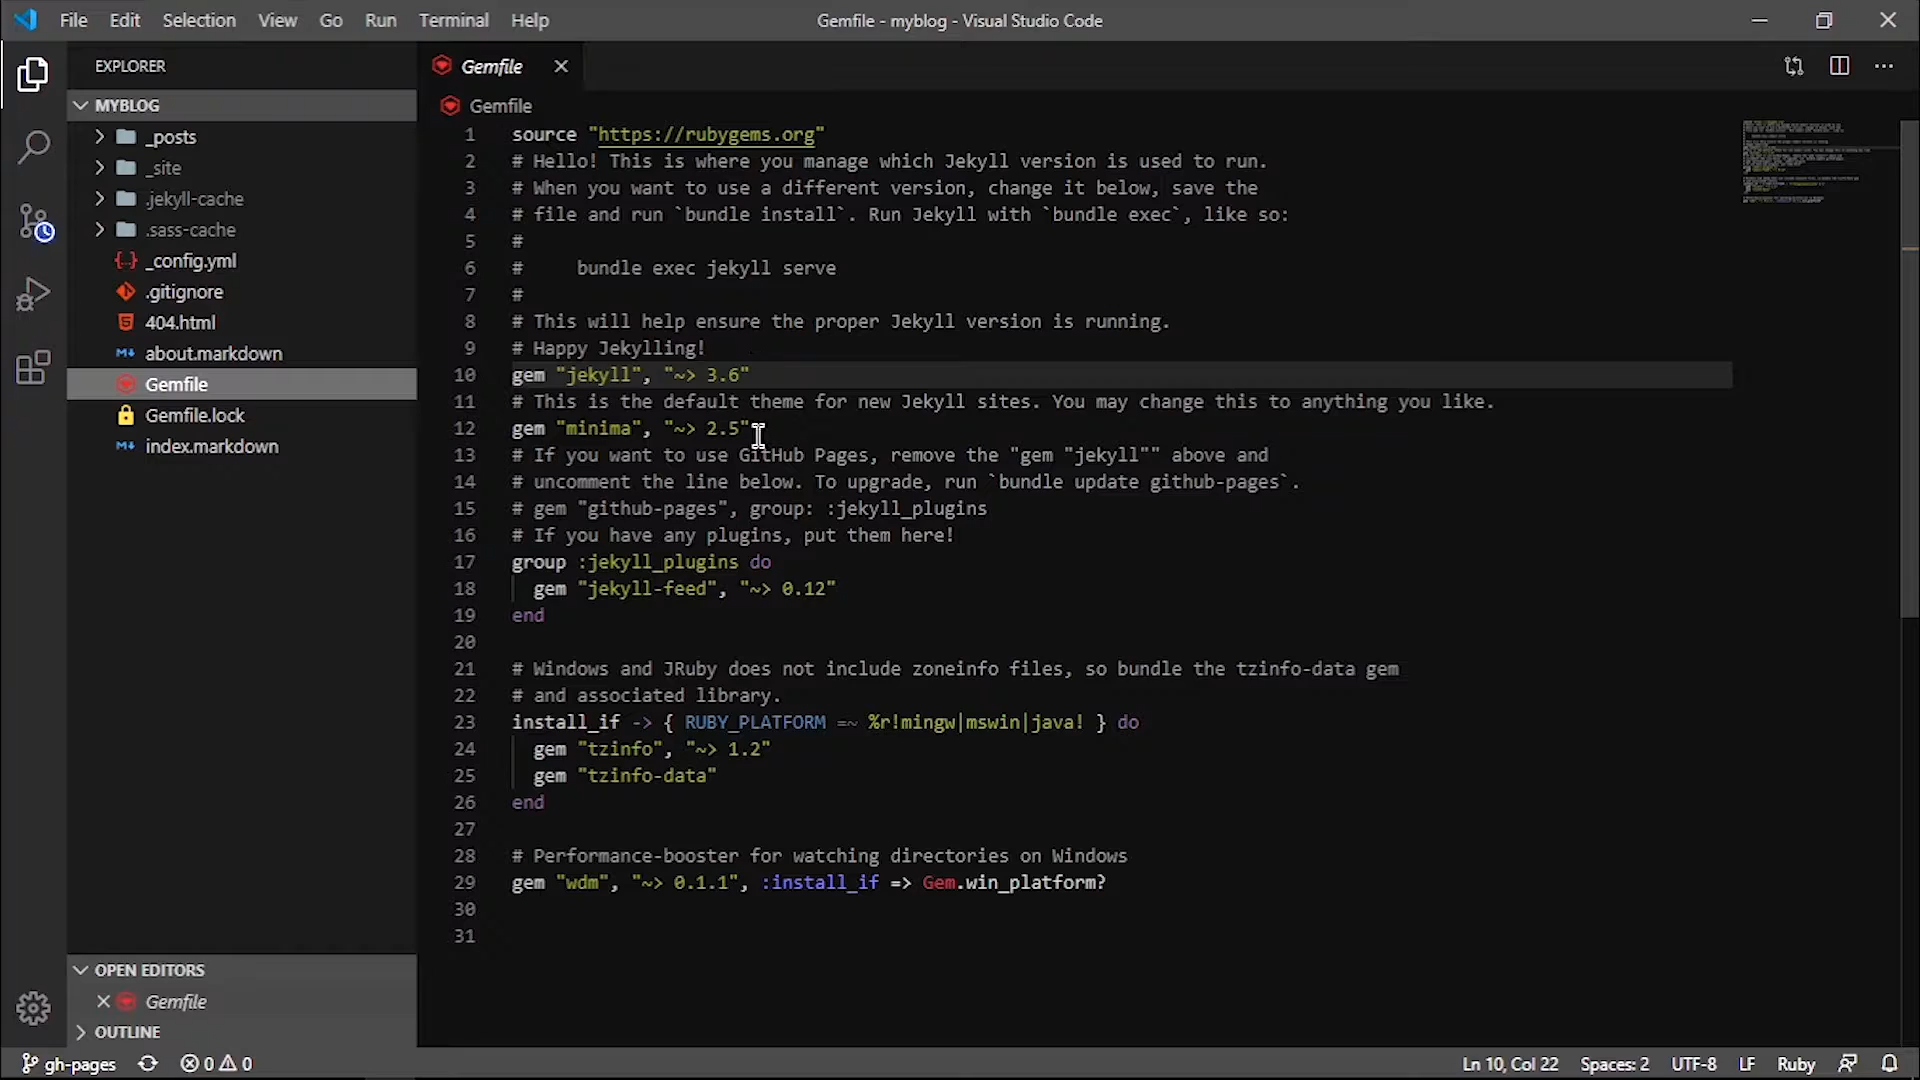 File Edit Selection View Go Run Terminal Help
Gemfile - myblog - Visual Studio Code
EXPLORER
MYBLOG
_posts
_site
.jekyll-cache
.sass-cache
_config.yml
.gitignore
404.html
about.markdown
Gemfile
Gemfile.lock
index.markdown
OPEN EDITORS
Gemfile
OUTLINE
Gemfile
Gemfile
1 source "https://rubygems.org"
2 # Hello! This is where you manage which Jekyll version is used to run.
3 # When you want to use a different version, change it below, save the
4 # file and run `bundle install`. Run Jekyll with `bundle exec`, like so:
5 #
6 #     bundle exec jekyll serve
7 #
8 # This will help ensure the proper Jekyll version is running.
9 # Happy Jekylling!
10 gem "jekyll", "~> 3.6"
11 # This is the default theme for new Jekyll sites. You may change this to anything you like.
12 gem "minima", "~> 2.5"
13 # If you want to use GitHub Pages, remove the "gem "jekyll"" above and
14 # uncomment the line below. To upgrade, run `bundle update github-pages`.
15 # gem "github-pages", group: :jekyll_plugins
16 # If you have any plugins, put them here!
17 group :jekyll_plugins do
18   gem "jekyll-feed", "~> 0.12"
19 end
20
21 # Windows and JRuby does not include zoneinfo files, so bundle the tzinfo-data gem
22 # and associated library.
23 install_if -> { RUBY_PLATFORM =~ %r!mingw|mswin|java! } do
24   gem "tzinfo", "~> 1.2"
25   gem "tzinfo-data"
26 end
27
28 # Performance-booster for watching directories on Windows
29 gem "wdm", "~> 0.1.1", :install_if => Gem.win_platform?
30
31
gh-pages 0 0 Ln 10, Col 22 Spaces: 2 UTF-8 LF Ruby